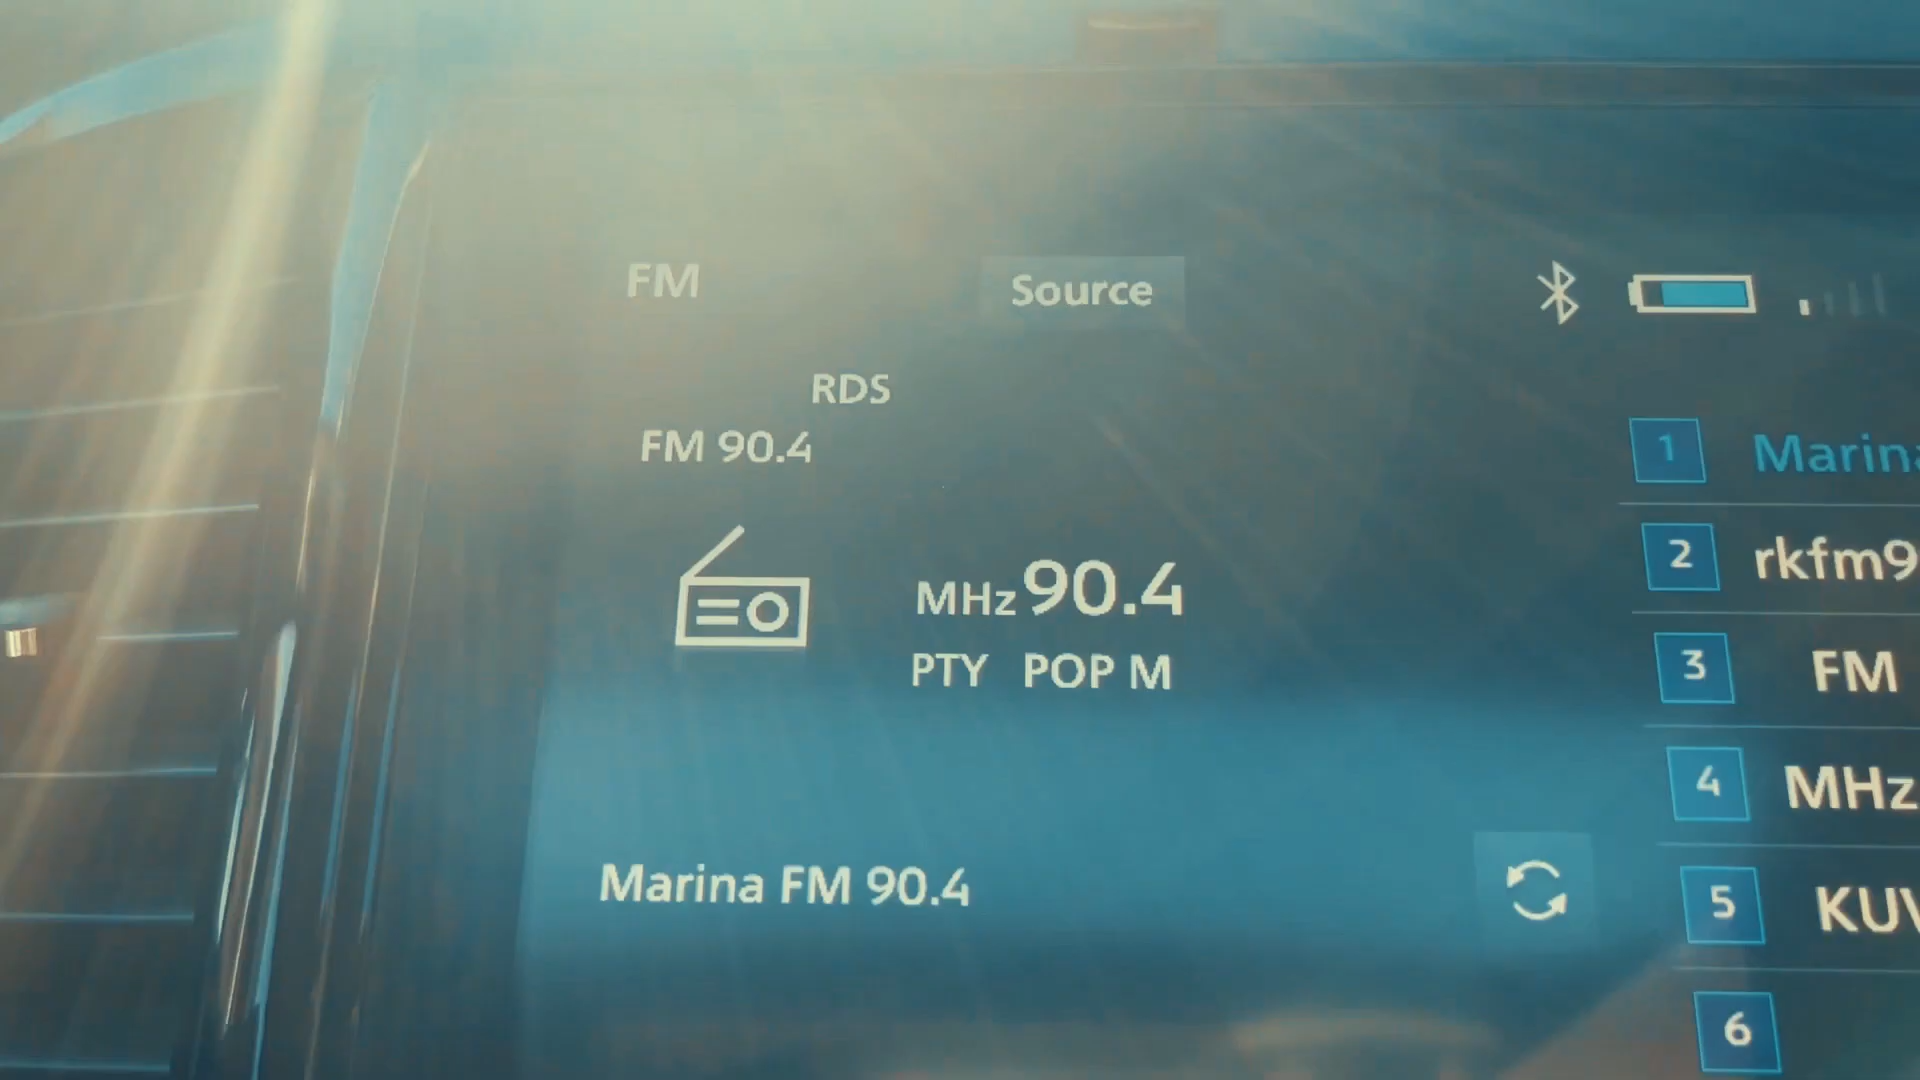 FM
Source
RDS
FM 90.4
MHz 90.4
PTY POP M
Marina FM 90.4
1
2 rkfm9
3 FM
4 MHz
5
6